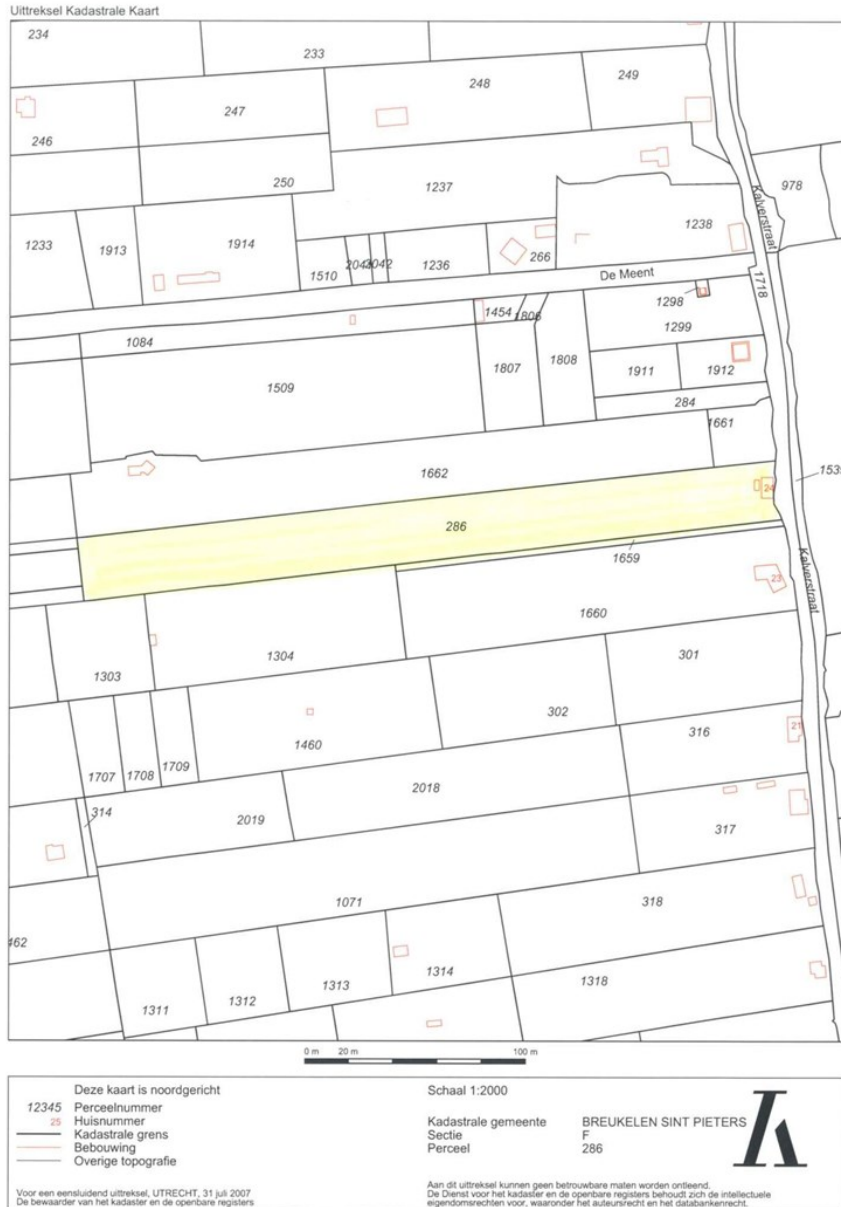 Uittreksel Kadastrale Kaart
234
233
249
248
247
246
978
250
1237
Kalverstraat
1238
1233
1913
1914
1236
266
1510
De Meent
1718
1298
1454
1806
1299
1084
1807
1808
1911
1912
1509
284
1661
1662
1539
24
286
1659
Kalverstraat
23
1660
1304
301
1303
302
316
21
1460
1709
1707
1708
2018
314
2019
317
1071
318
462
1314
1313
1318
1312
1311
0 m 20 m 100 m
Deze kaart is noordgericht
12345 Perceelnummer
25 Huisnummer
Kadastrale grens
Bebouwing
Overige topografie
Voor een eensluidend uittreksel, UTRECHT, 31 juli 2007
De bewaarder van het kadaster en de openbare registers
Schaal 1:2000
Kadastrale gemeente BREUKELEN SINT PIETERS
Sectie F
Perceel 286
Aan dit uittreksel kunnen geen betrouwbare maten worden ontleend.
De Dienst voor het kadaster en de openbare registers behoudt zich de intellectuele
eigendomsrechten voor, waaronder het auteursrecht en het databankenrecht.